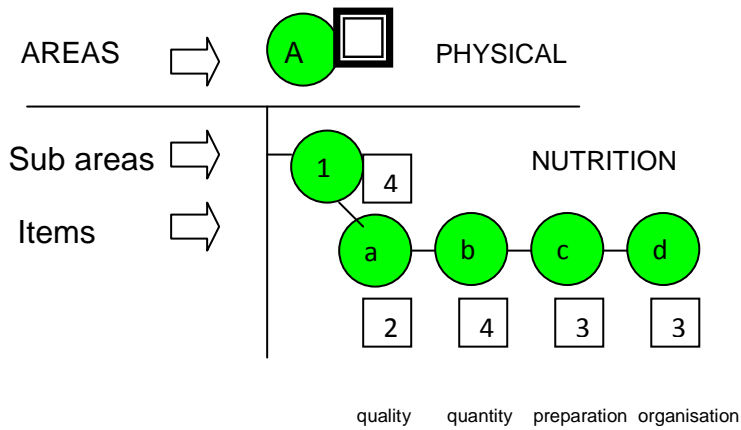 AREAS A PHYSICAL
Sub areas 1 4 NUTRITION
Items a b c d
2 4 3 3
quality quantity preparation organisation